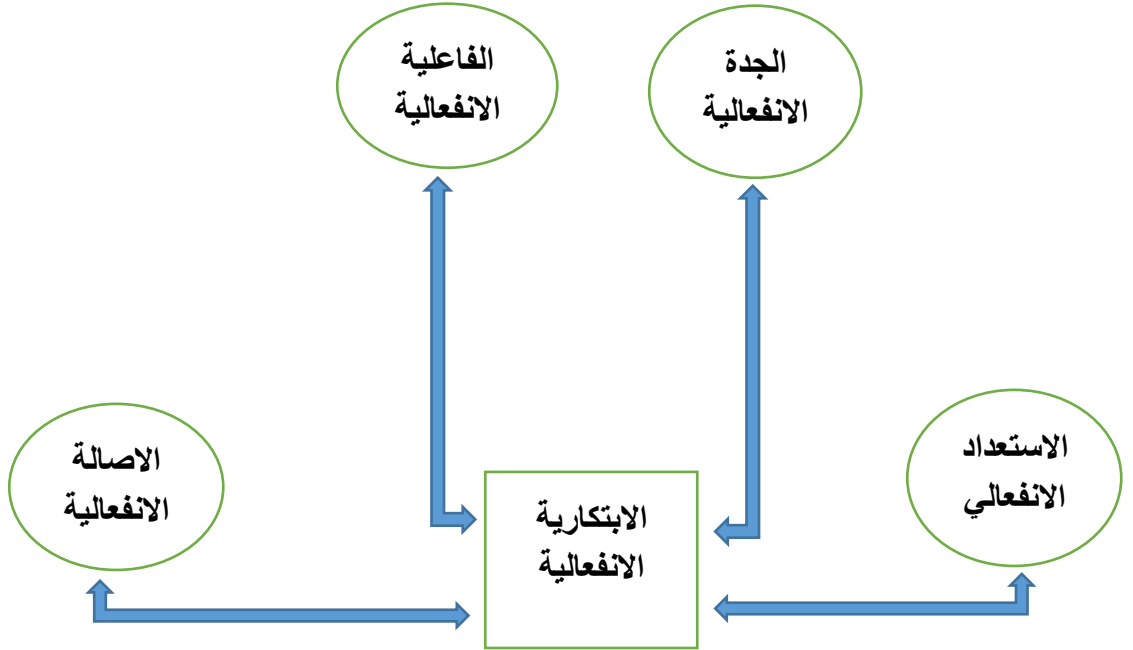 الجدة
الانفعالية
الفاعلية
الانفعالية
الاستعداد
الانفعالي
الاصالة
الانفعالية
الابتكارية
الانفعالية